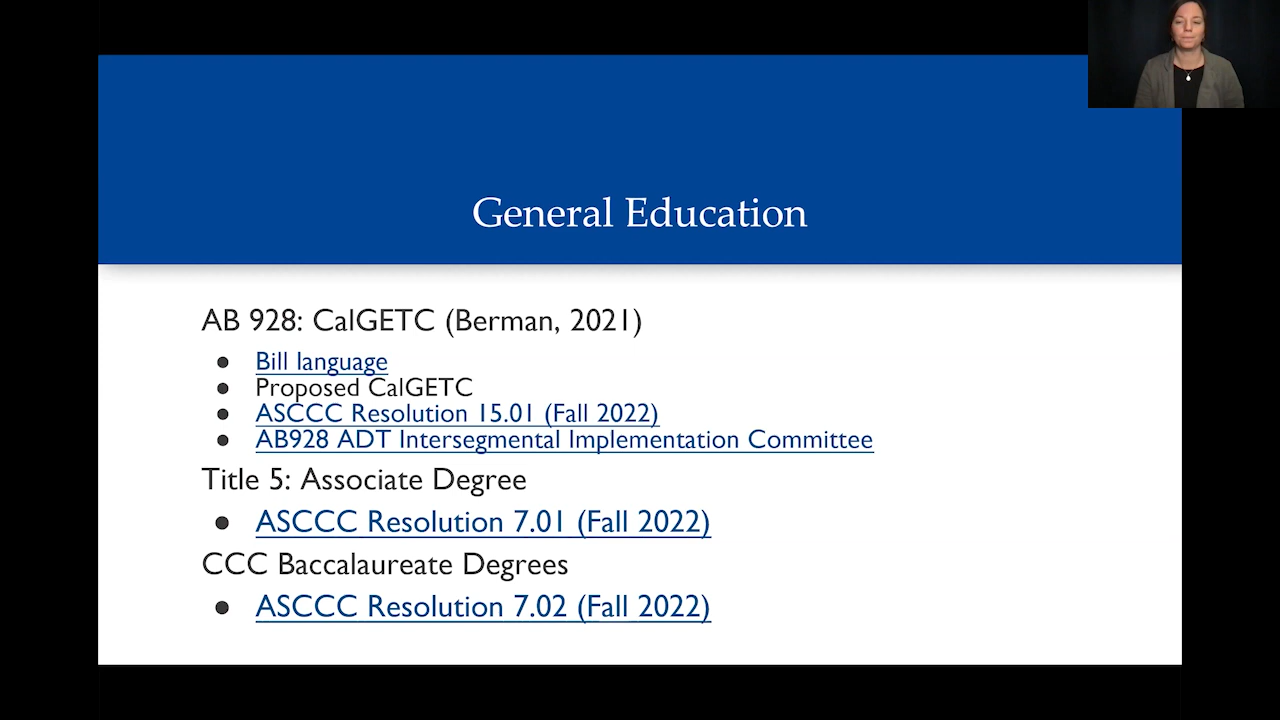 General Education
AB 928: CalGETC (Berman, 2021)
● Bill language
● Proposed CalGETC
● ASCCC Resolution 15.01 (Fall 2022)
● AB928 ADT Intersegmental Implementation Committee
Title 5: Associate Degree
● ASCCC Resolution 7.01 (Fall 2022)
CCC Baccalaureate Degrees
● ASCCC Resolution 7.02 (Fall 2022)